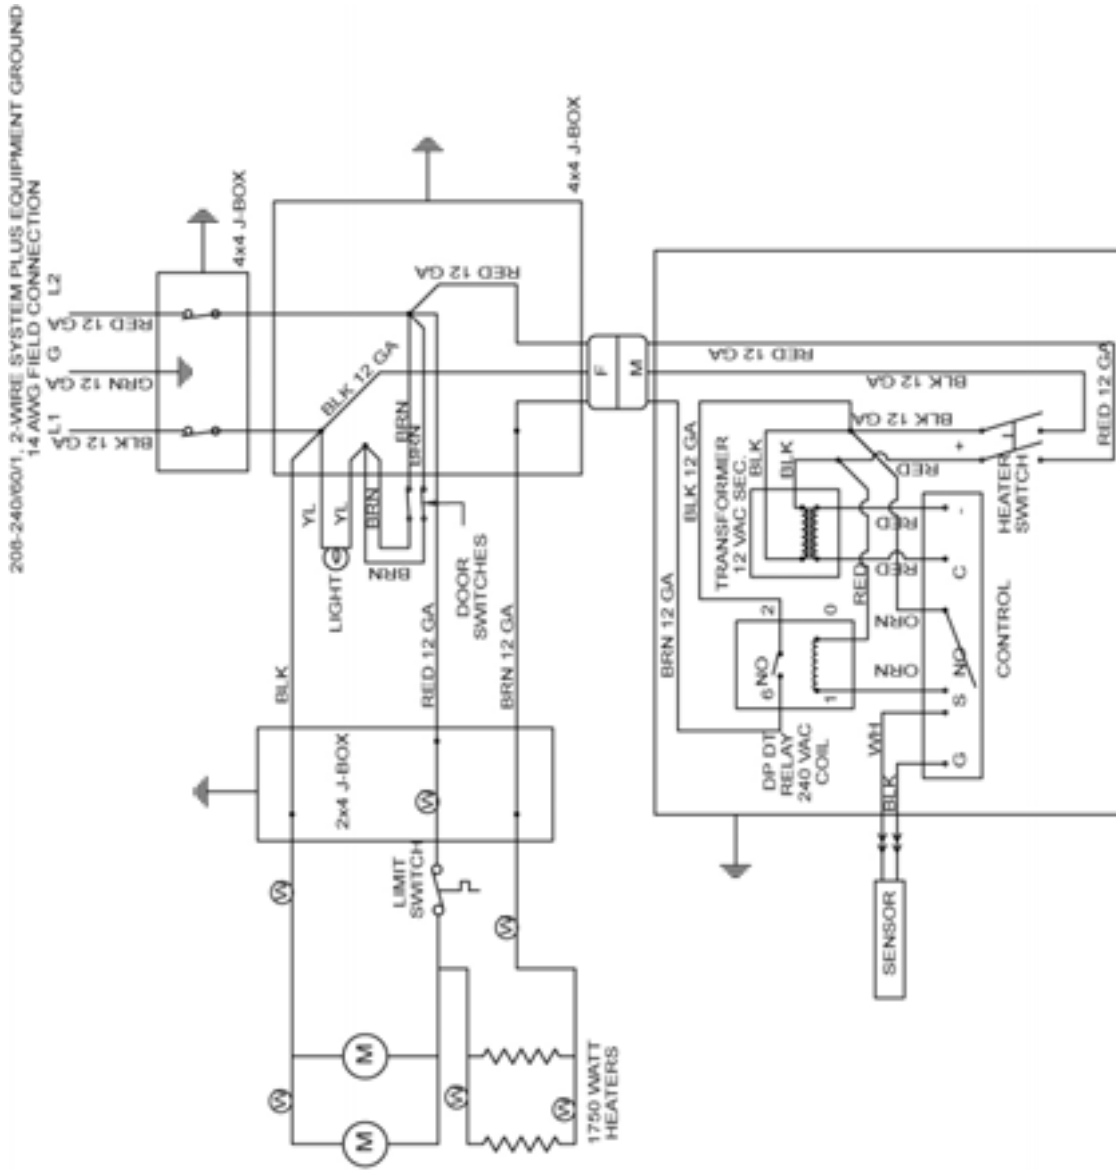 208-240/60/1, 2-WIRE SYSTEM PLUS EQUIPMENT GROUND
14 AWG FIELD CONNECTION
L1
G
L2
BLK 12 GA
GRN 12 GA
RED 12 GA
4x4 J-BOX
4x4 J-BOX
BLK 12 GA
RED 12 GA
BRN
BRN
YL
YL
BRN
BRN
LIGHT
DOOR
SWITCHES
BLK
RED 12 GA
BRN 12 GA
2x4 J-BOX
W
W
LIMIT
SWITCH
W
W
W
W
M
M
1750 WATT
HEATERS
F
M
RED 12 GA
BLK 12 GA
BLK 12 GA
RED 12 GA
+
RED
HEATER
SWITCH
BLK 12 GA
BRN 12 GA
TRANSFORMER
12 VAC SEC.
BLK
BLK
RED
RED
RED
-
C
NO
S
G
CONTROL
ORN
ORN
2
0
6
NO
1
DP DT
RELAY
240 VAC
COIL
WH
BLK
SENSOR